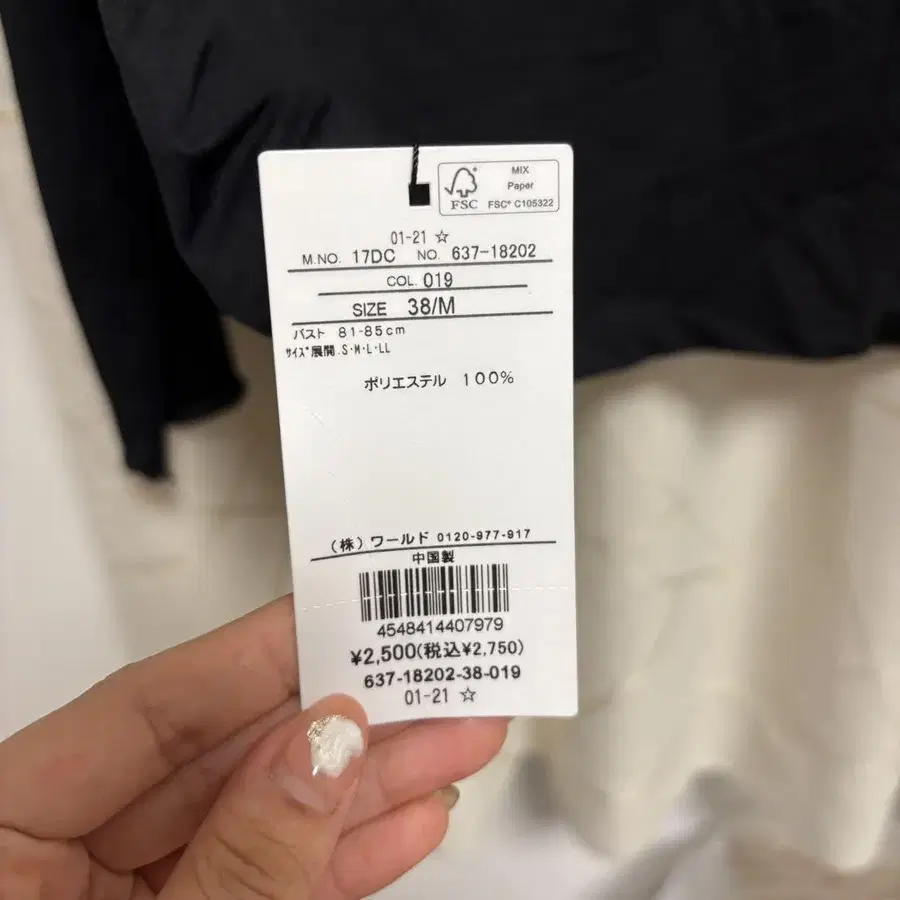 MIX
Paper
FSC
FSC® C105322
01-21 ☆
M.NO. 17DC NO. 637-18202
COL. 019
SIZE 38/M
バスト 81-85cm
サイズ展開.S・M・L・LL
ポリエステル 100%
(株)ワールド 0120-977-917
中国製
4548414407979
¥2,500(税込¥2,750)
637-18202-38-019
01-21 ☆